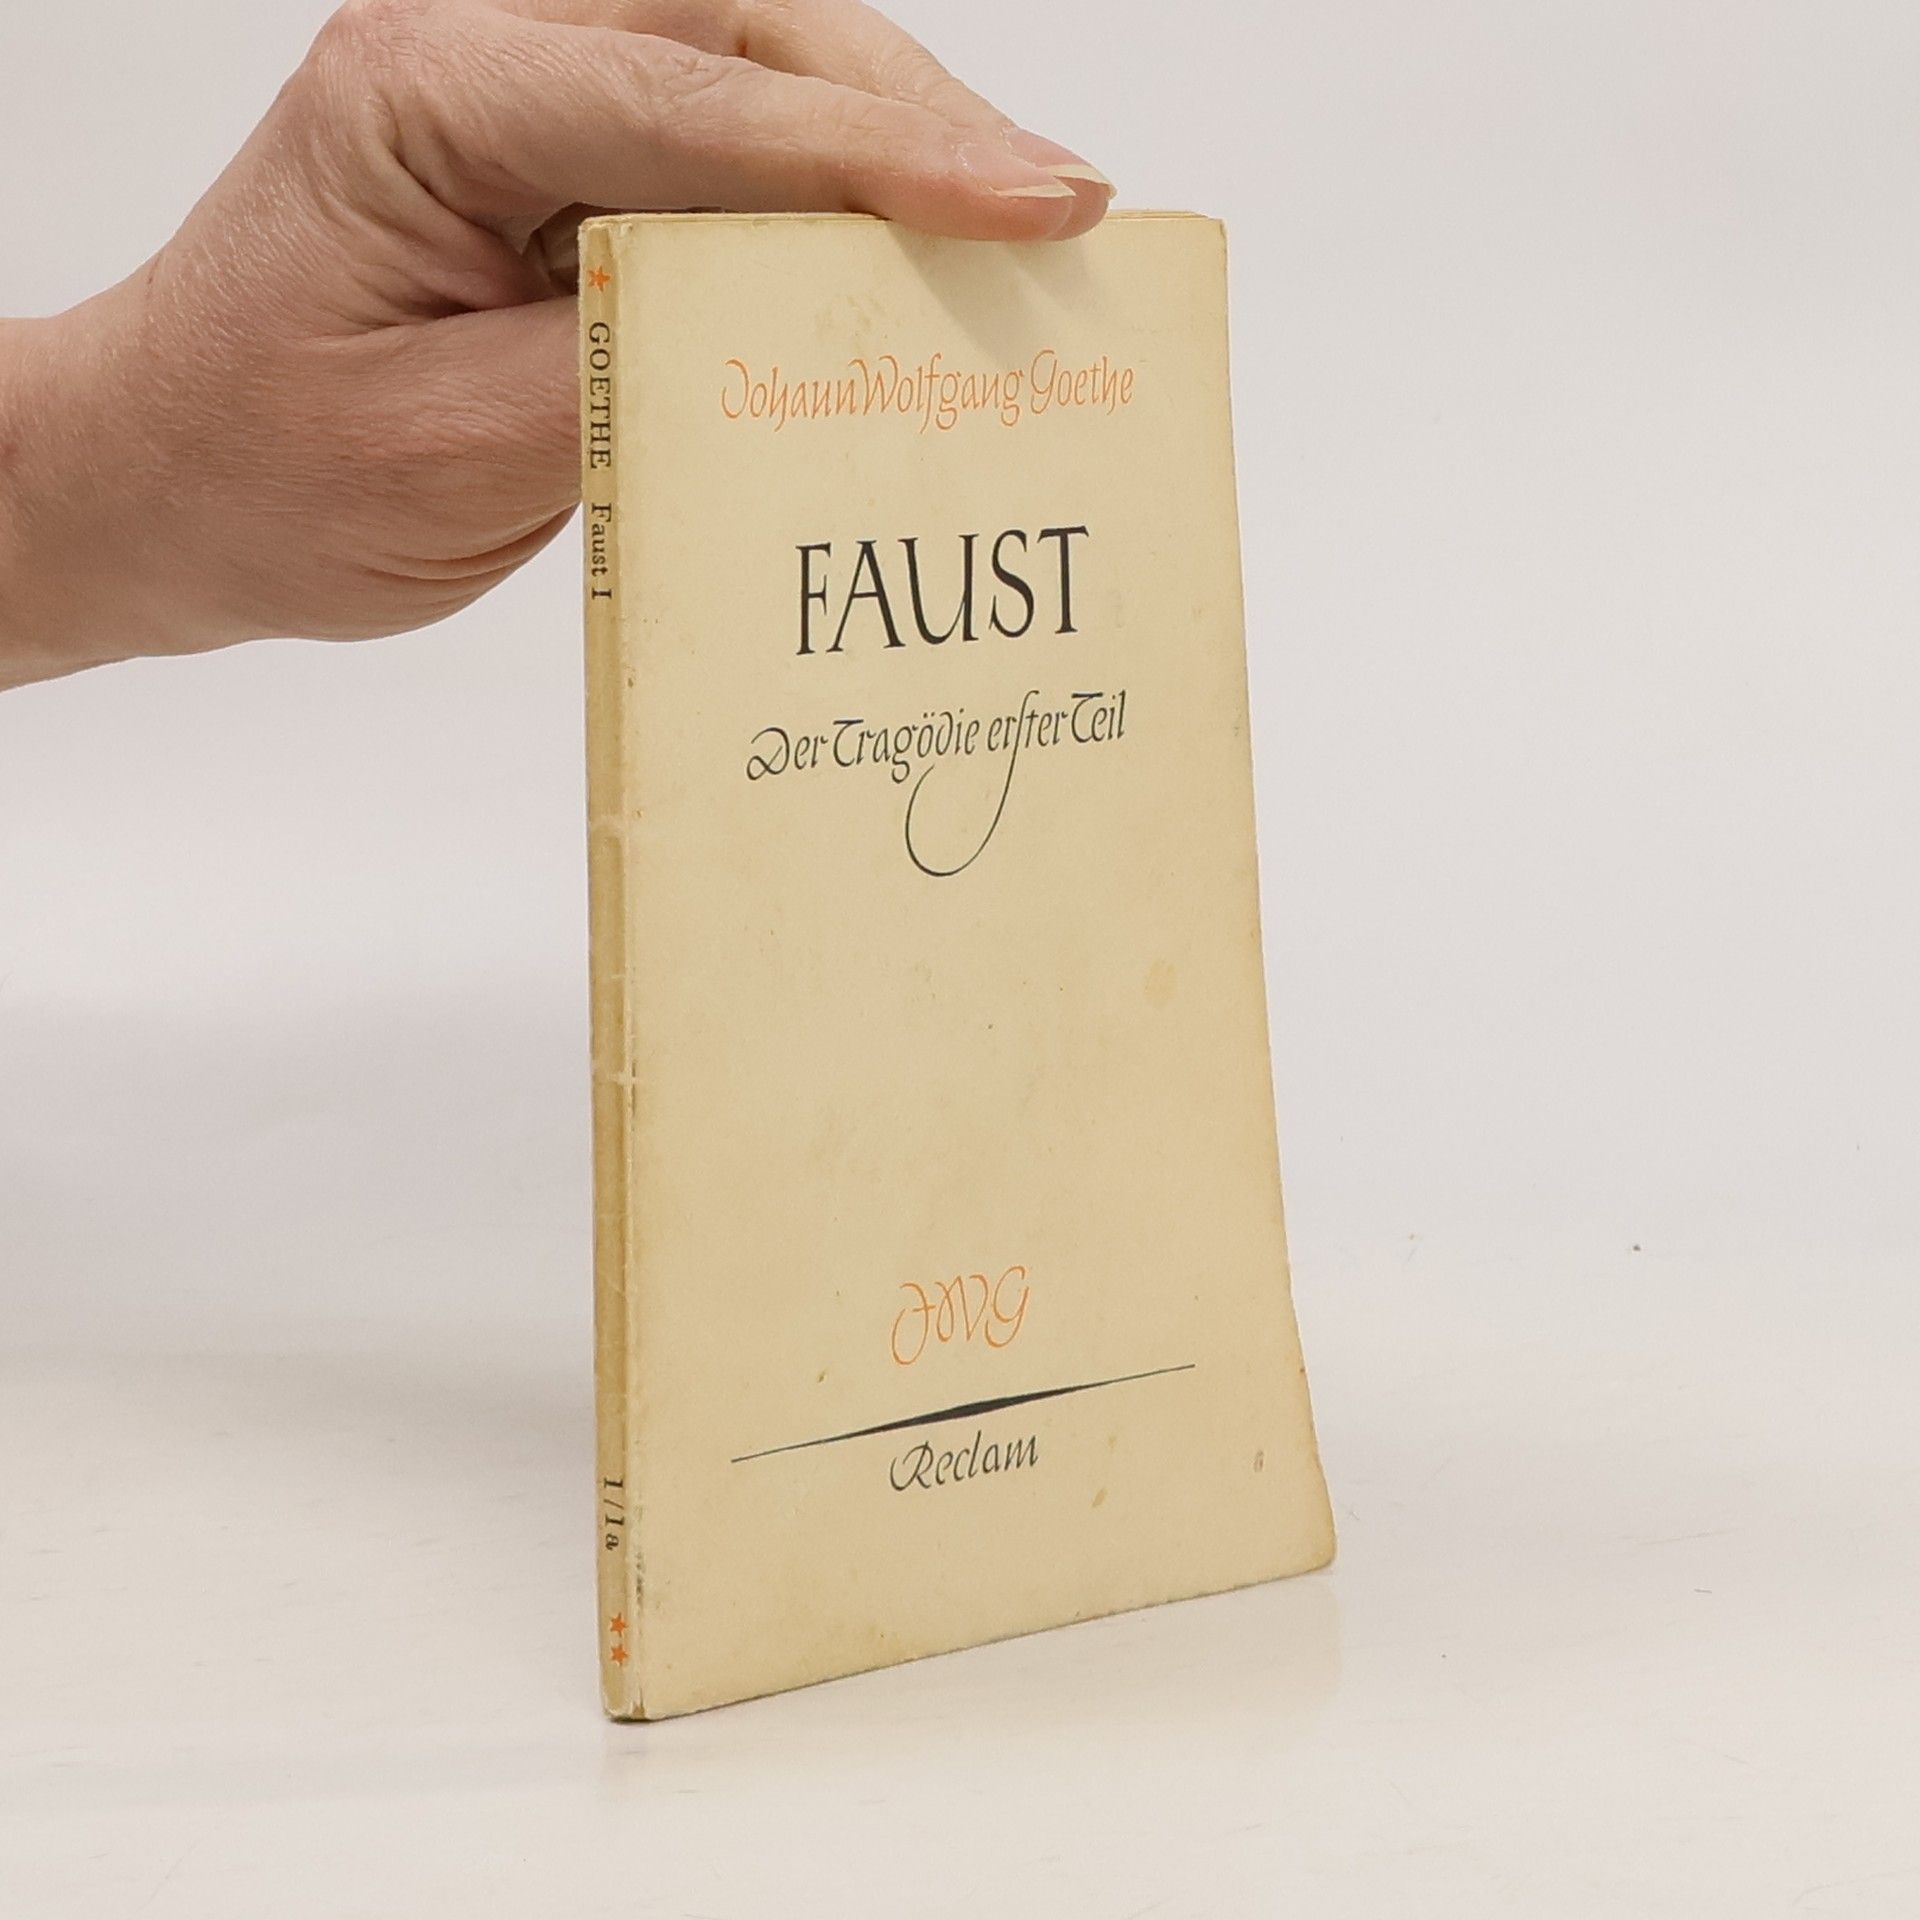 GOETHE Faust I
1/1a
Johann Wolfgang Goethe
FAUST
Der Tragödie erſter Teil
JWG
Reclam